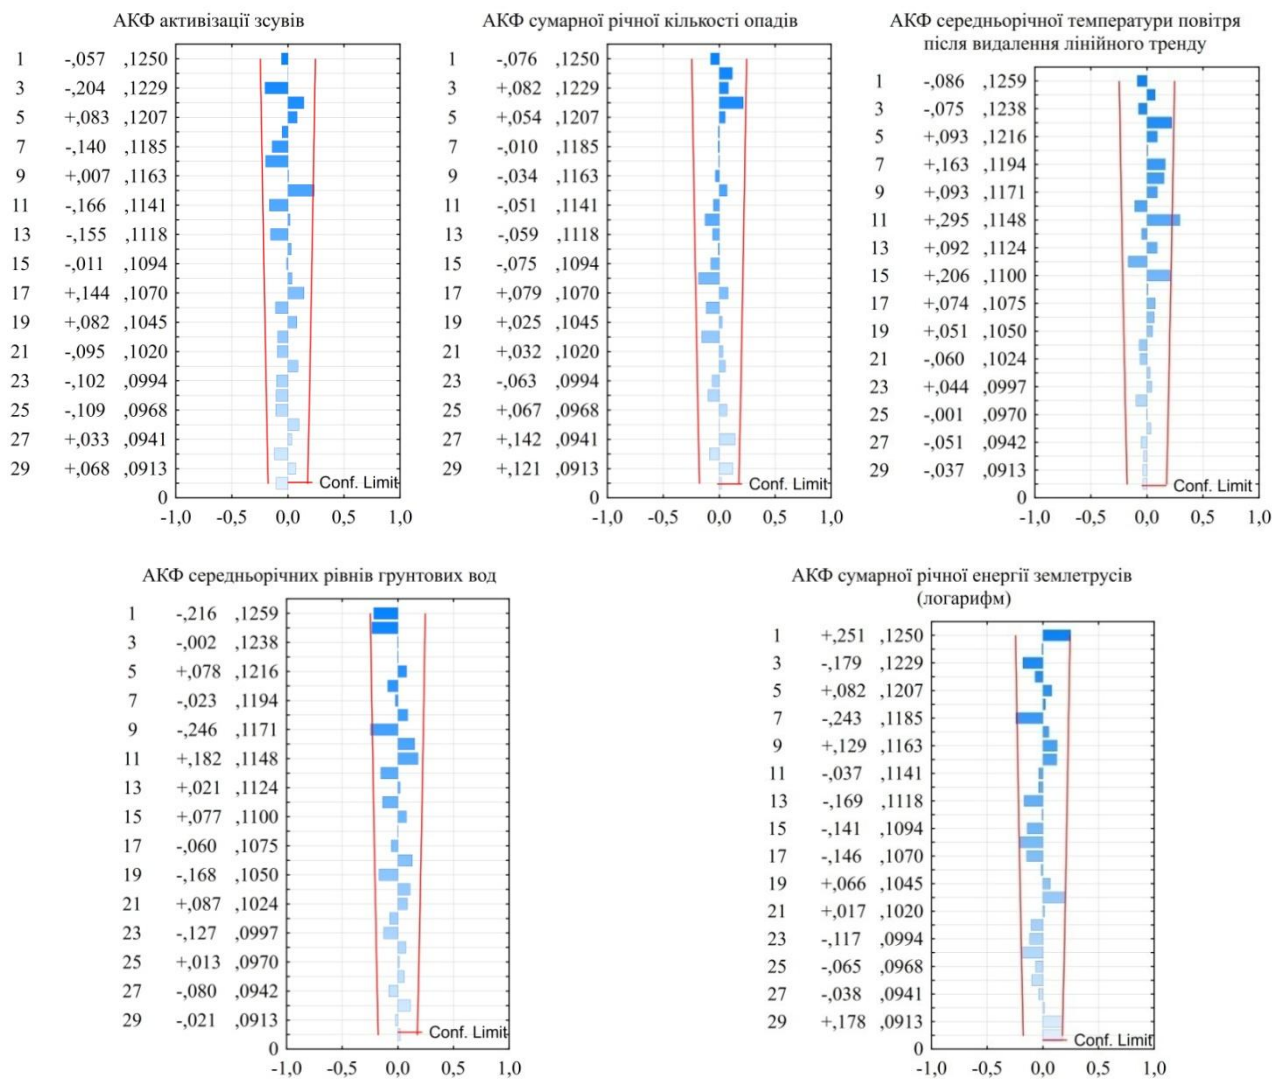 АКФ активізації зсувів
1 -,057 ,1250
3 -,204 ,1229
5 +,083 ,1207
7 -,140 ,1185
9 +,007 ,1163
11 -,166 ,1141
13 -,155 ,1118
15 -,011 ,1094
17 +,144 ,1070
19 +,082 ,1045
21 -,095 ,1020
23 -,102 ,0994
25 -,109 ,0968
27 +,033 ,0941
29 +,068 ,0913
Conf. Limit
0
-1,0 -0,5 0,0 0,5 1,0
АКФ сумарної річної кількості опадів
1 -,076 ,1250
3 +,082 ,1229
5 +,054 ,1207
7 -,010 ,1185
9 -,034 ,1163
11 -,051 ,1141
13 -,059 ,1118
15 -,075 ,1094
17 +,079 ,1070
19 +,025 ,1045
21 +,032 ,1020
23 -,063 ,0994
25 +,067 ,0968
27 +,142 ,0941
29 +,121 ,0913
Conf. Limit
0
-1,0 -0,5 0,0 0,5 1,0
АКФ середньорічної температури повітря
після видалення лінійного тренду
1 -,086 ,1259
3 -,075 ,1238
5 +,093 ,1216
7 +,163 ,1194
9 +,093 ,1171
11 +,295 ,1148
13 +,092 ,1124
15 +,206 ,1100
17 +,074 ,1075
19 +,051 ,1050
21 -,060 ,1024
23 +,044 ,0997
25 -,001 ,0970
27 -,051 ,0942
29 -,037 ,0913
Conf. Limit
0
-1,0 -0,5 0,0 0,5 1,0
АКФ середньорічних рівнів грунтових вод
1 -,216 ,1259
3 -,002 ,1238
5 +,078 ,1216
7 -,023 ,1194
9 -,246 ,1171
11 +,182 ,1148
13 +,021 ,1124
15 +,077 ,1100
17 -,060 ,1075
19 -,168 ,1050
21 +,087 ,1024
23 -,127 ,0997
25 +,013 ,0970
27 -,080 ,0942
29 -,021 ,0913
Conf. Limit
0
-1,0 -0,5 0,0 0,5 1,0
АКФ сумарної річної енергії землетрусів
(логарифм)
1 +,251 ,1250
3 -,179 ,1229
5 +,082 ,1207
7 -,243 ,1185
9 +,129 ,1163
11 -,037 ,1141
13 -,169 ,1118
15 -,141 ,1094
17 -,146 ,1070
19 +,066 ,1045
21 +,017 ,1020
23 -,117 ,0994
25 -,065 ,0968
27 -,038 ,0941
29 +,178 ,0913
Conf. Limit
0
-1,0 -0,5 0,0 0,5 1,0